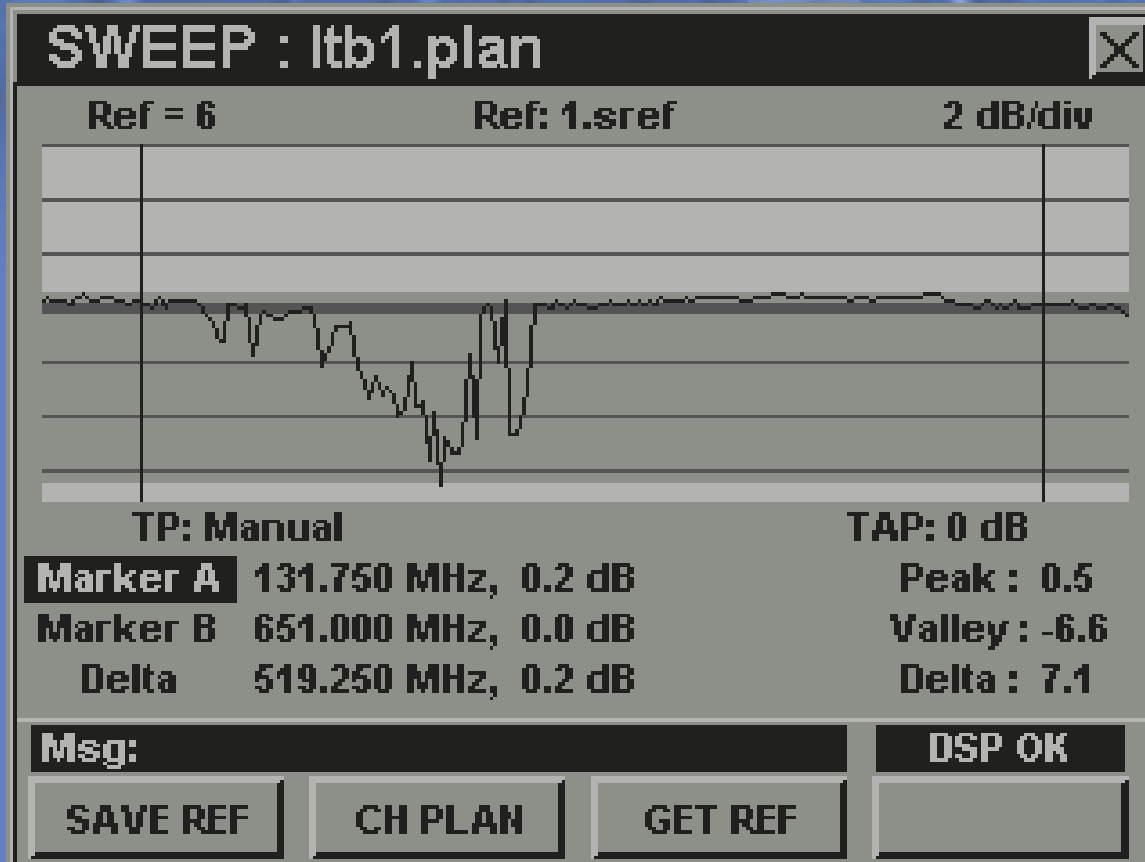 SWEEP : ltb1.plan
Ref = 6 Ref: 1.sref 2 dB/div
TP: Manual TAP: 0 dB
Marker A 131.750 MHz, 0.2 dB Peak : 0.5
Marker B 651.000 MHz, 0.0 dB Valley : -6.6
Delta 519.250 MHz, 0.2 dB Delta : 7.1
Msg: DSP OK
SAVE REF CH PLAN GET REF